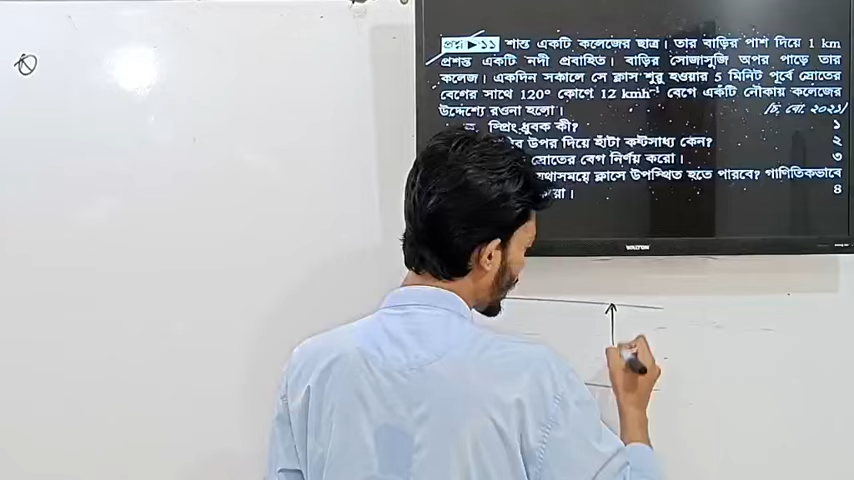 প্রশ্ন ▶ ১১ শান্ত একটি কলেজের ছাত্র। তার বাড়ির পাশ দিয়ে 1 km
প্রশস্ত একটি নদী প্রবাহিত। বাড়ির সোজাসুজি অপর পাড়ে তার
কলেজ। একদিন সকালে সে ক্লাস শুরু হওয়ার 5 মিনিট পূর্বে স্রোতের
বেগের সাথে 120° কোণে 12 kmh⁻¹ বেগে একটি নৌকায় কলেজের
উদ্দেশ্যে রওনা হলো।
[চ. বো. ২০২১]
স্প্রিং ধ্রুবক কী? ১
উপর দিয়ে হাঁটা কষ্টসাধ্য কেন? ২
স্রোতের বেগ নির্ণয় করো। ৩
যথাসময়ে ক্লাসে উপস্থিত হতে পারবে? গাণিতিকভাবে
৪
WALTON